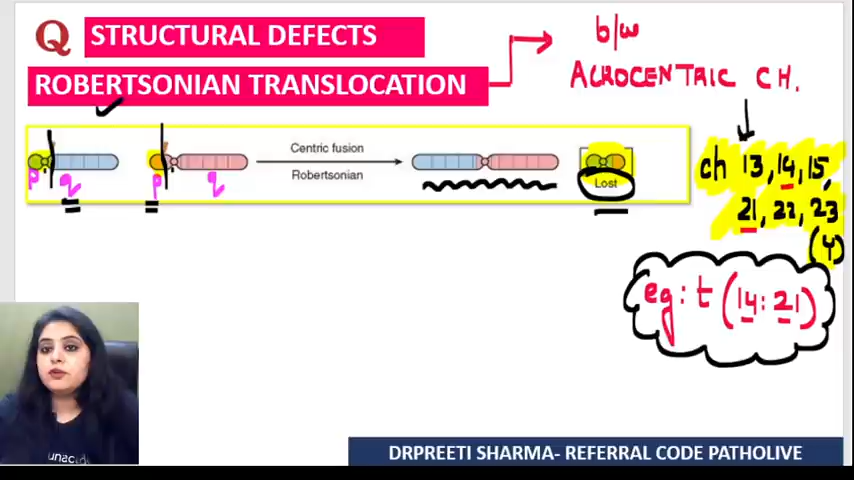 Q STRUCTURAL DEFECTS
ROBERTSONIAN TRANSLOCATION
b/w
ACROCENTRIC CH.
Centric fusion
Robertsonian
Lost
p q p q
ch 13, 14, 15,
21, 22, 23
(Y)
eg: t (14: 21)
unac
DRPREETI SHARMA- REFERRAL CODE PATHOLIVE